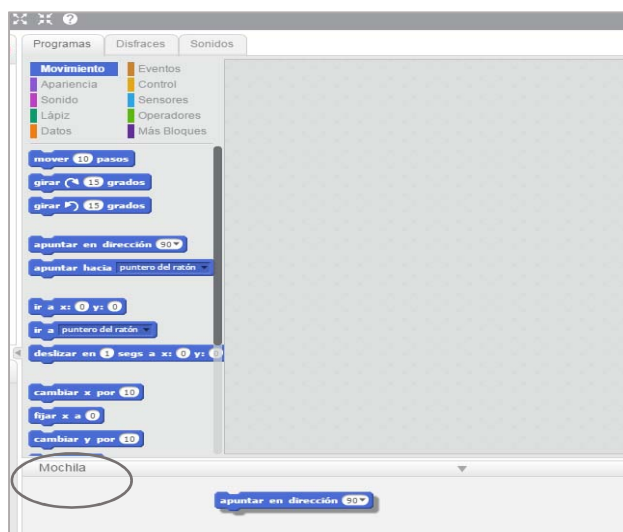 ?
Programas Disfraces Sonidos
Movimiento Eventos
Apariencia Control
Sonido Sensores
Lápiz Operadores
Datos Más Bloques
mover 10 pasos
girar 15 grados
girar 15 grados
apuntar en dirección 90
apuntar hacia puntero del ratón
ir a x: 0 y: 0
ir a puntero del ratón
deslizar en 1 segs a x: 0 y: 0
cambiar x por 10
fijar x a 0
cambiar y por 10
Mochila
apuntar en dirección 90